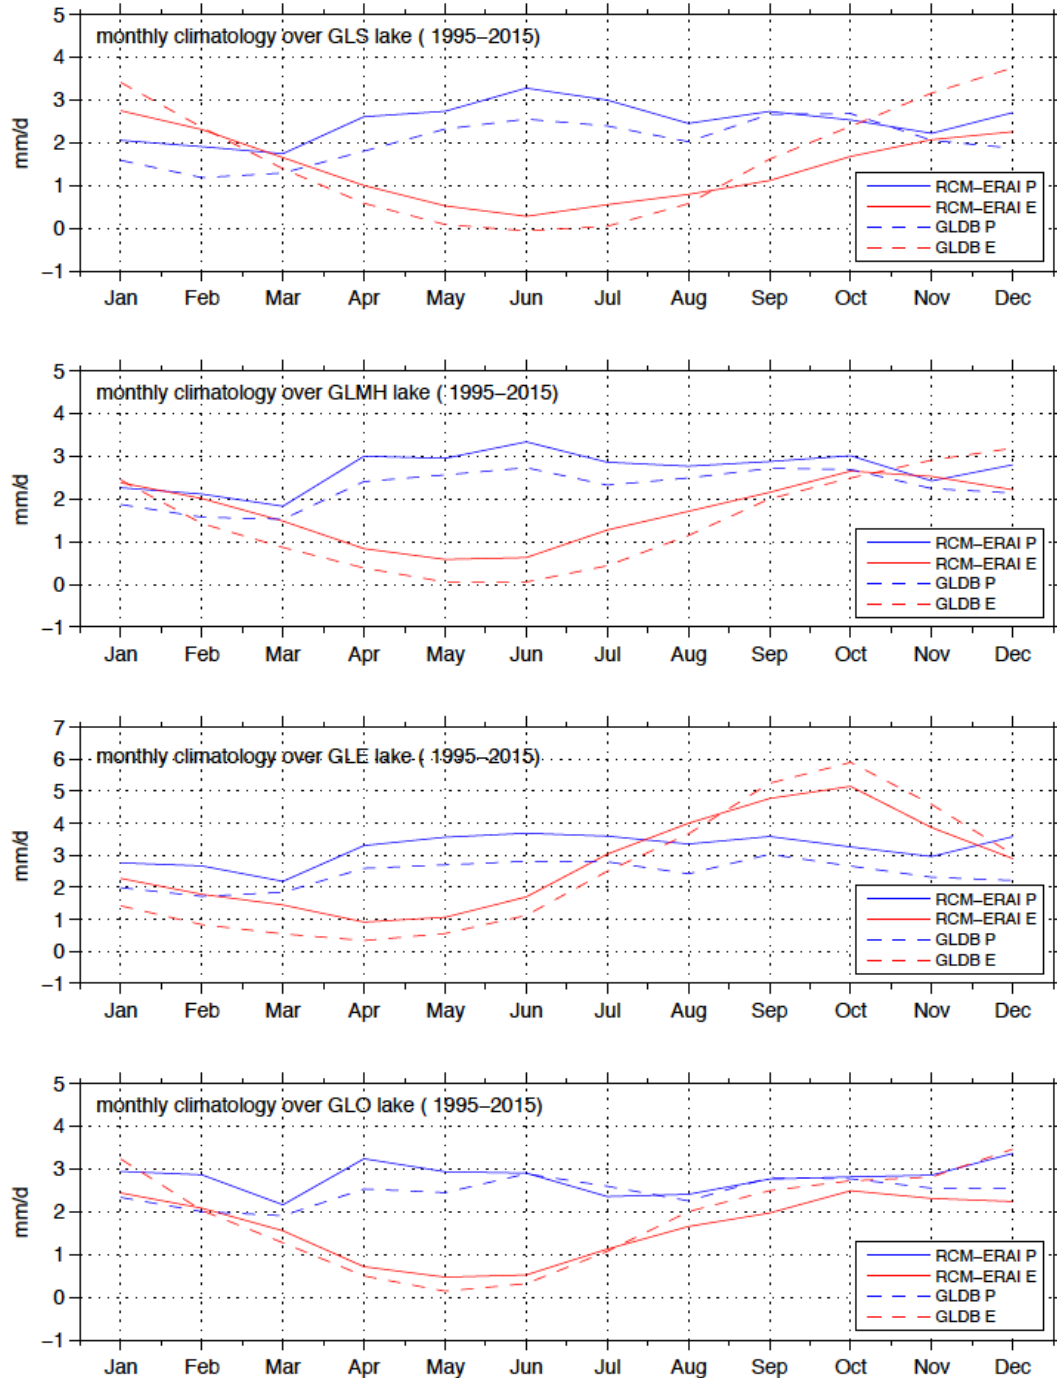 monthly climatology over GLS lake ( 1995−2015)
5
4
3
2
1
0
−1
mm/d
RCM−ERAI P
RCM−ERAI E
GLDB P
GLDB E
Jan Feb Mar Apr May Jun Jul Aug Sep Oct Nov Dec
monthly climatology over GLMH lake ( 1995−2015)
5
4
3
2
1
0
−1
mm/d
RCM−ERAI P
RCM−ERAI E
GLDB P
GLDB E
Jan Feb Mar Apr May Jun Jul Aug Sep Oct Nov Dec
monthly climatology over GLE lake ( 1995−2015)
7
6
5
4
3
2
1
0
−1
mm/d
RCM−ERAI P
RCM−ERAI E
GLDB P
GLDB E
Jan Feb Mar Apr May Jun Jul Aug Sep Oct Nov Dec
monthly climatology over GLO lake ( 1995−2015)
5
4
3
2
1
0
−1
mm/d
RCM−ERAI P
RCM−ERAI E
GLDB P
GLDB E
Jan Feb Mar Apr May Jun Jul Aug Sep Oct Nov Dec